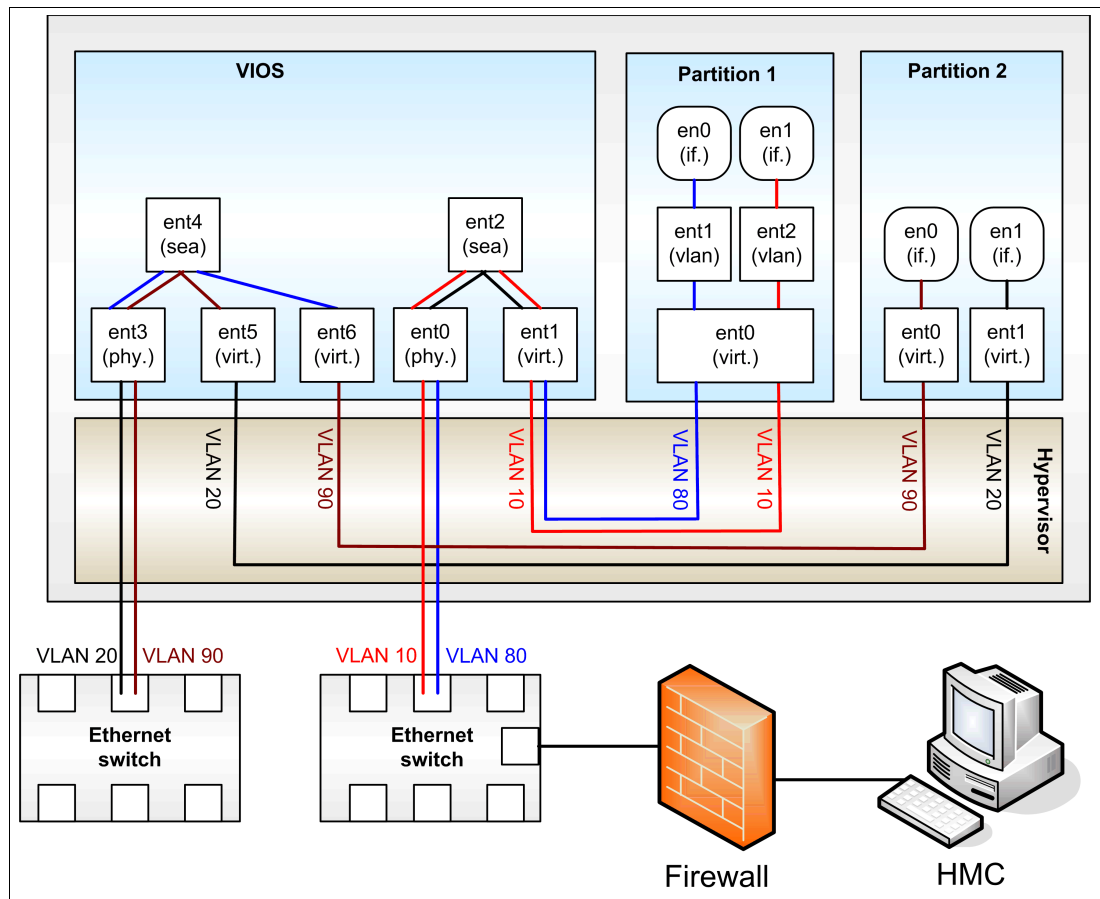 VIOS
Partition 1
Partition 2
en0
(if.)
en1
(if.)
ent4
(sea)
ent2
(sea)
ent1
(vlan)
ent2
(vlan)
en0
(if.)
en1
(if.)
ent3
(phy.)
ent5
(virt.)
ent6
(virt.)
ent0
(phy.)
ent1
(virt.)
ent0
(virt.)
ent0
(virt.)
ent1
(virt.)
VLAN 20
VLAN 90
VLAN 10
VLAN 80
VLAN 10
VLAN 90
VLAN 20
Hypervisor
VLAN 20
VLAN 90
VLAN 10
VLAN 80
Ethernet
switch
Ethernet
switch
Firewall
HMC